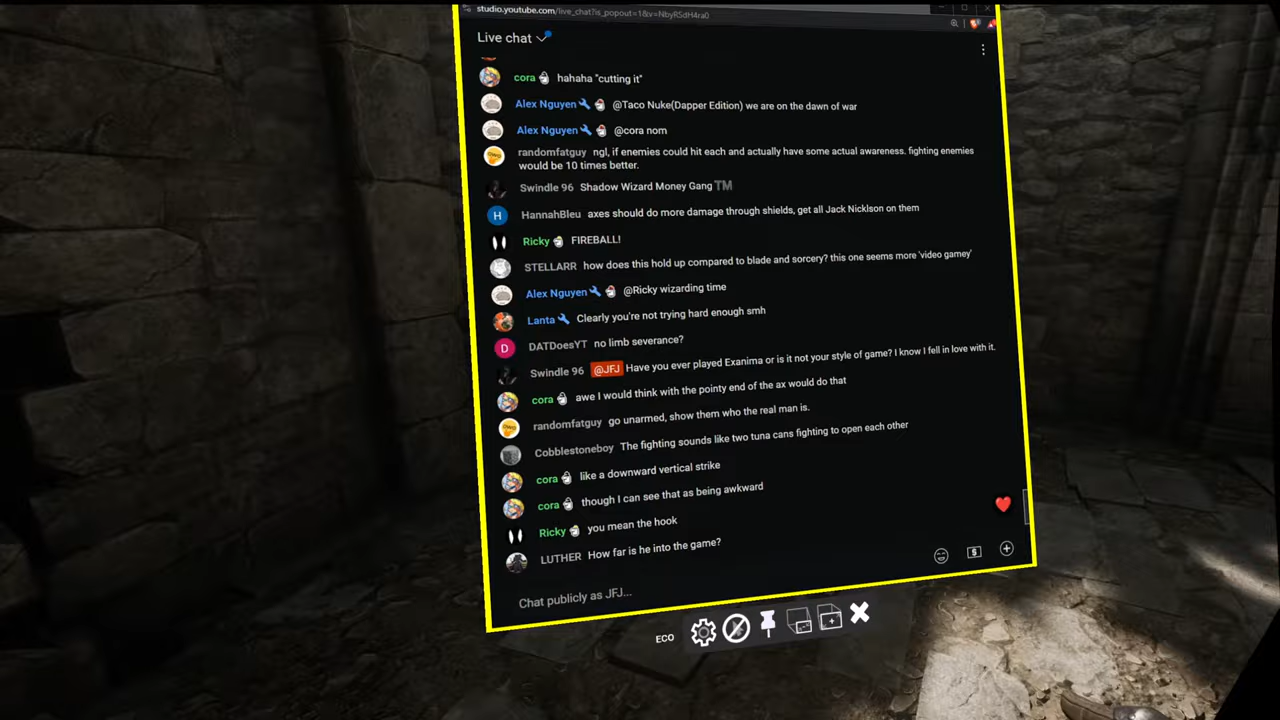 studio.youtube.com/live_chat?is_popout=1&v=NbyRSdH4ra0
Live chat
cora hahaha "cutting it"
Alex Nguyen @Taco Nuke(Dapper Edition) we are on the dawn of war
Alex Nguyen @cora nom
randomfatguy ngl, if enemies could hit each and actually have some actual awareness. fighting enemies
would be 10 times better.
Swindle 96 Shadow Wizard Money Gang™️
H HannahBleu axes should do more damage through shields, get all Jack Nicklson on them
Ricky FIREBALL!
STELLARR how does this hold up compared to blade and sorcery? this one seems more 'video gamey'
Alex Nguyen @Ricky wizarding time
Lanta Clearly you're not trying hard enough smh
D DATDoesYT no limb severance?
Swindle 96 @JFJ Have you ever played Exanima or is it not your style of game? I know I fell in love with it.
cora awe I would think with the pointy end of the ax would do that
randomfatguy go unarmed, show them who the real man is.
Cobblestoneboy The fighting sounds like two tuna cans fighting to open each other
cora like a downward vertical strike
cora though I can see that as being awkward
Ricky you mean the hook
LUTHER How far is he into the game?
Chat publicly as JFJ...
ECO